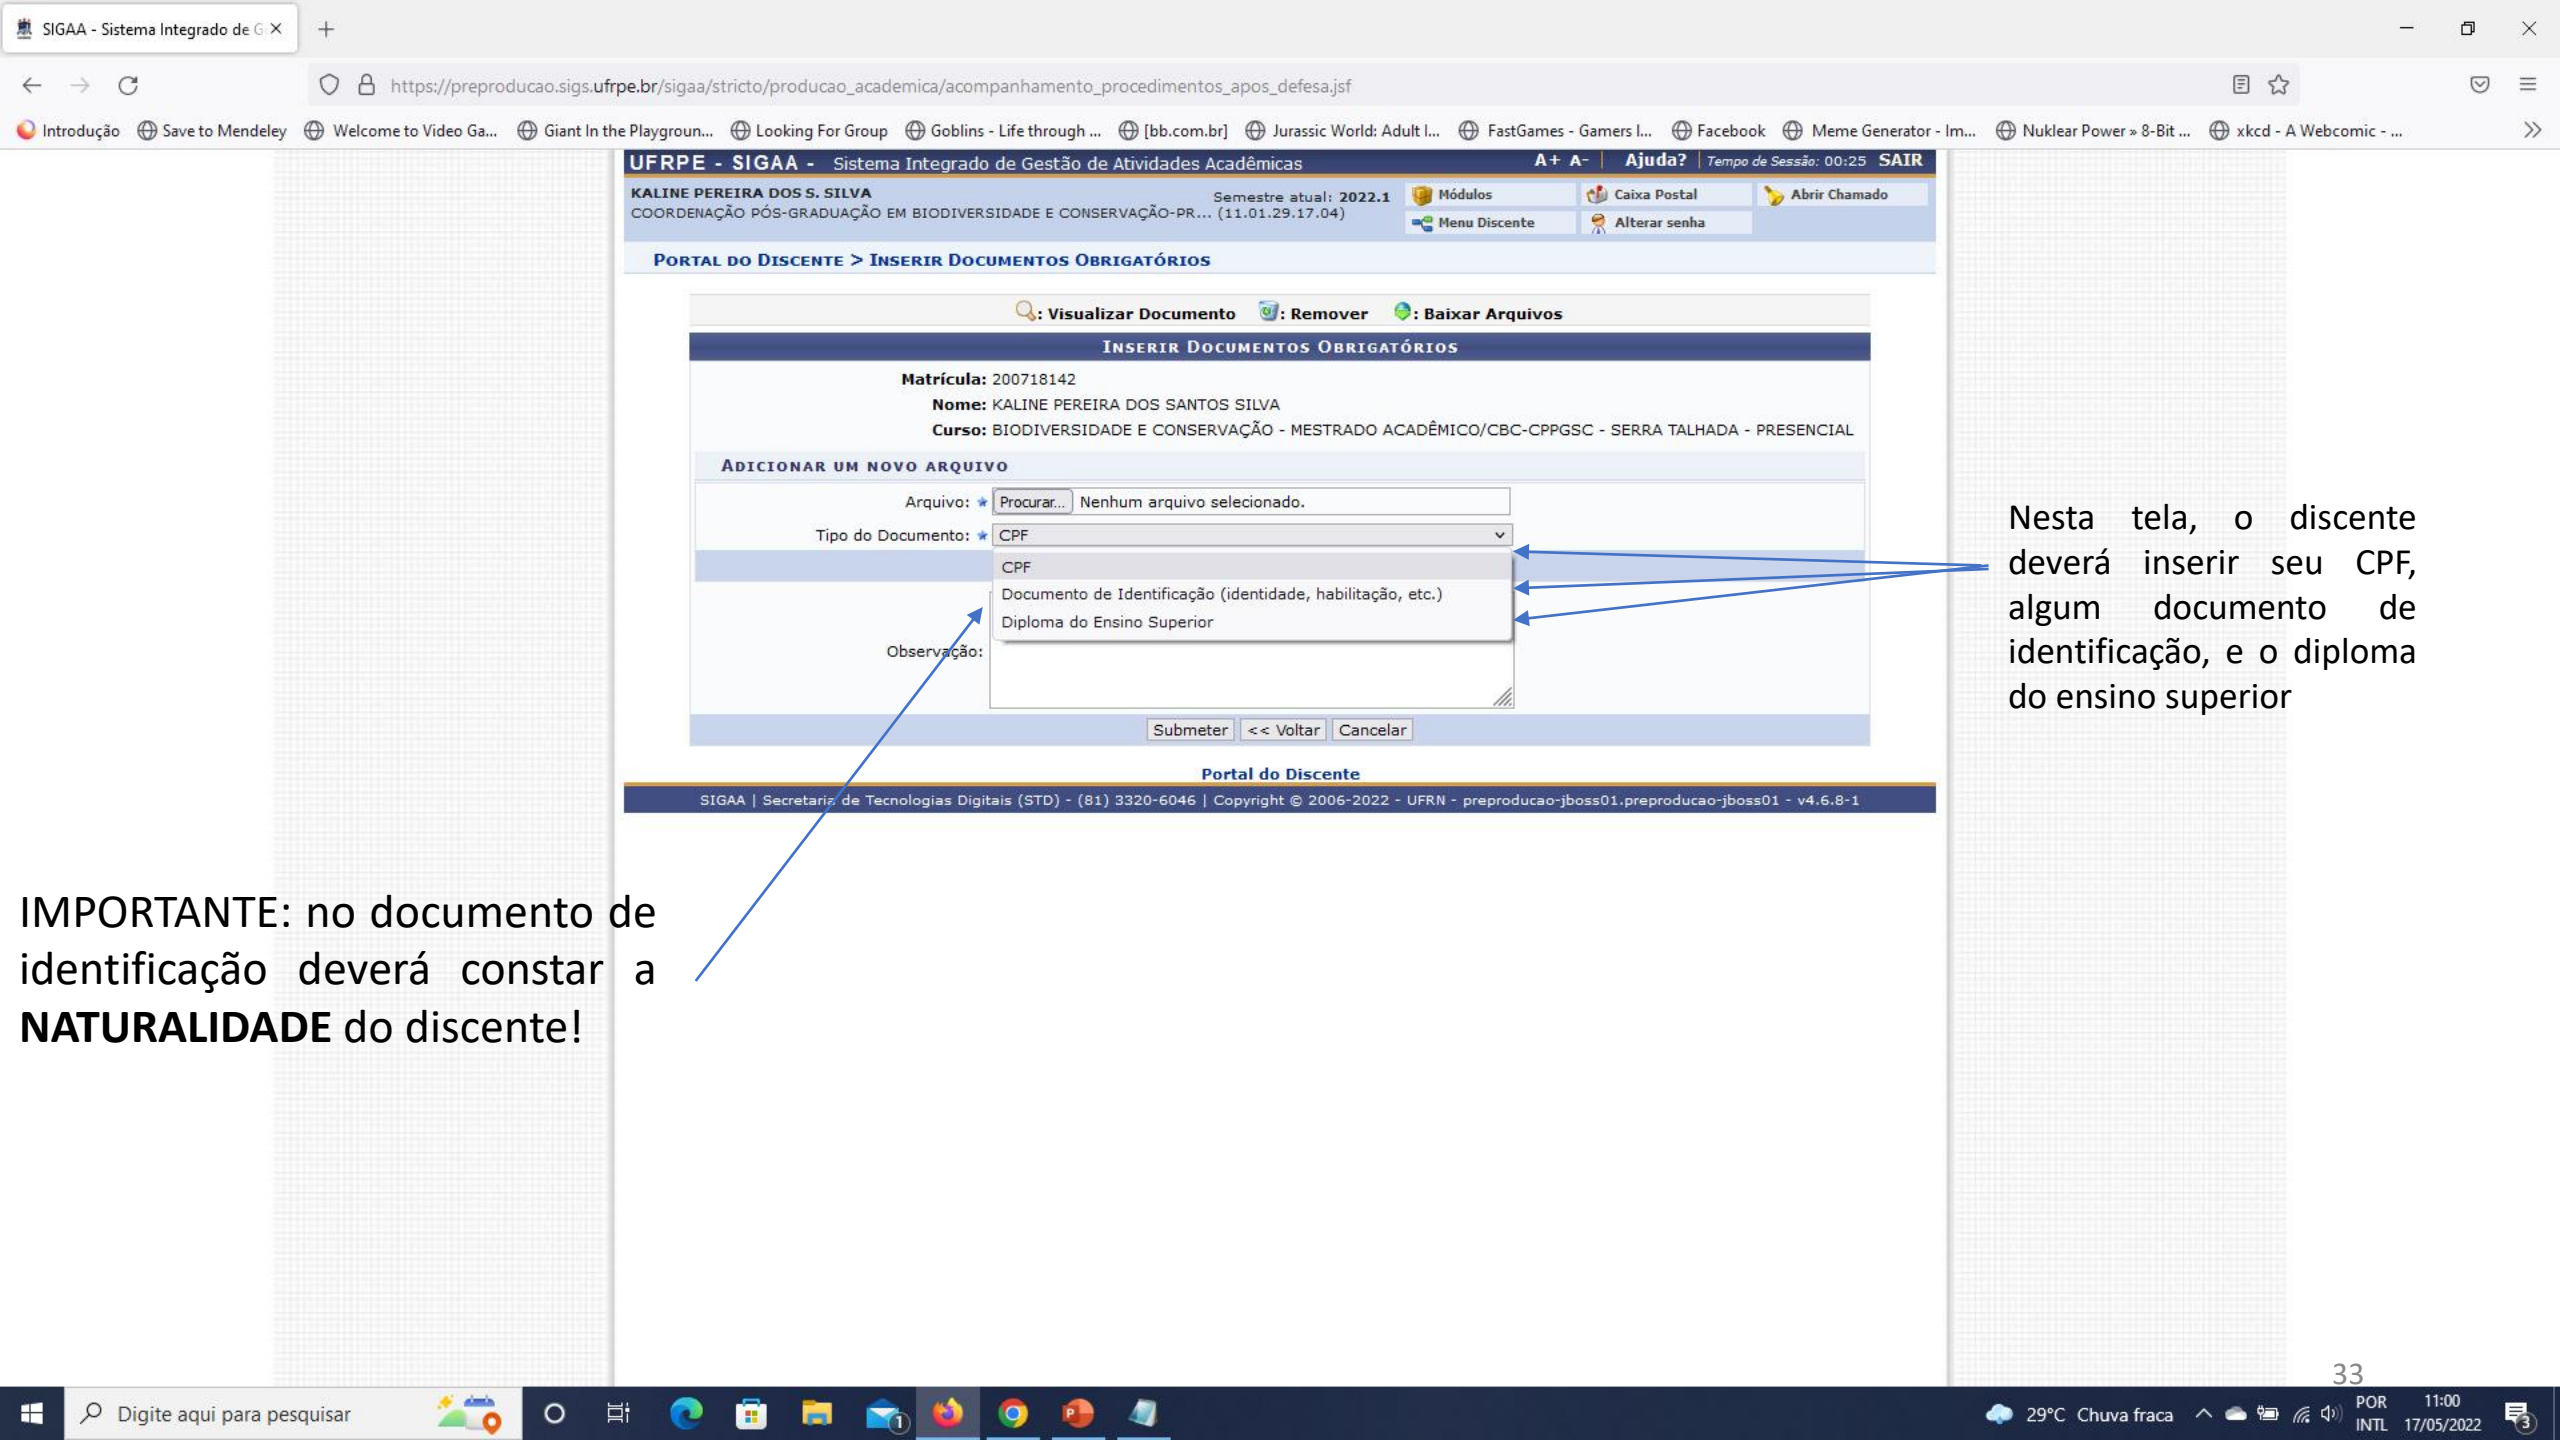 SIGAA - Sistema Integrado de G
https://preproducao.sigs.ufrpe.br/sigaa/stricto/producao_academica/acompanhamento_procedimentos_apos_defesa.jsf
Introdução Save to Mendeley Welcome to Video Ga... Giant In the Playgroun... Looking For Group Goblins - Life through ... [bb.com.br] Jurassic World: Adult I... FastGames - Gamers I... Facebook Meme Generator - Im... Nuklear Power » 8-Bit ... xkcd - A Webcomic - ...
UFRPE - SIGAA - Sistema Integrado de Gestão de Atividades Acadêmicas A+ A- | Ajuda? | Tempo de Sessão: 00:25 SAIR
KALINE PEREIRA DOS S. SILVA Semestre atual: 2022.1 Módulos Caixa Postal Abrir Chamado
COORDENAÇÃO PÓS-GRADUAÇÃO EM BIODIVERSIDADE E CONSERVAÇÃO-PR... (11.01.29.17.04)
Menu Discente Alterar senha
PORTAL DO DISCENTE > INSERIR DOCUMENTOS OBRIGATÓRIOS
: Visualizar Documento : Remover : Baixar Arquivos
INSERIR DOCUMENTOS OBRIGATÓRIOS
Matrícula: 200718142
Nome: KALINE PEREIRA DOS SANTOS SILVA
Curso: BIODIVERSIDADE E CONSERVAÇÃO - MESTRADO ACADÊMICO/CBC-CPPGSC - SERRA TALHADA - PRESENCIAL
ADICIONAR UM NOVO ARQUIVO
Arquivo: Procurar... Nenhum arquivo selecionado.
Tipo do Documento: CPF
CPF
Documento de Identificação (identidade, habilitação, etc.)
Diploma do Ensino Superior
Observação:
Submeter << Voltar Cancelar
Portal do Discente
SIGAA | Secretaria de Tecnologias Digitais (STD) - (81) 3320-6046 | Copyright © 2006-2022 - UFRN - preproducao-jboss01.preproducao-jboss01 - v4.6.8-1
Nesta tela, o discente
deverá inserir seu CPF,
algum documento de
identificação, e o diploma
do ensino superior
IMPORTANTE: no documento de
identificação deverá constar a
NATURALIDADE do discente!
33
Digite aqui para pesquisar
1
29°C Chuva fraca
POR 11:00
INTL 17/05/2022
3